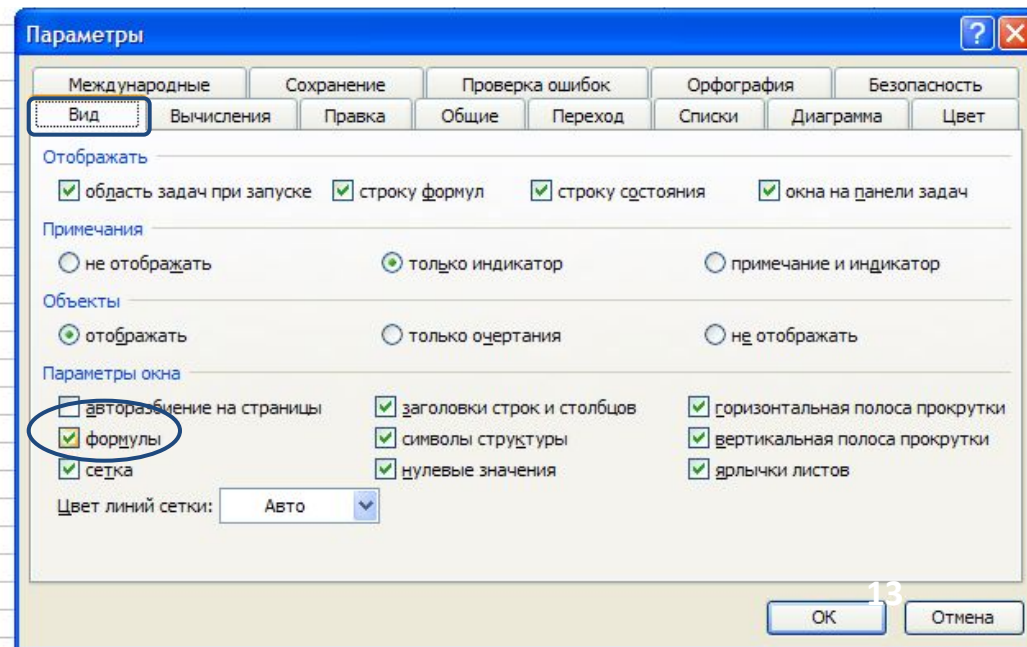 Параметры
Международные Сохранение Проверка ошибок Орфография Безопасность
Вид Вычисления Правка Общие Переход Списки Диаграмма Цвет
Отображать
область задач при запуске строку формул строку состояния окна на панели задач
Примечания
не отображать только индикатор примечание и индикатор
Объекты
отображать только очертания не отображать
Параметры окна
авторазбиение на страницы заголовки строк и столбцов горизонтальная полоса прокрутки
формулы символы структуры вертикальная полоса прокрутки
сетка нулевые значения ярлычки листов
Цвет линий сетки: Авто
13
ОК Отмена